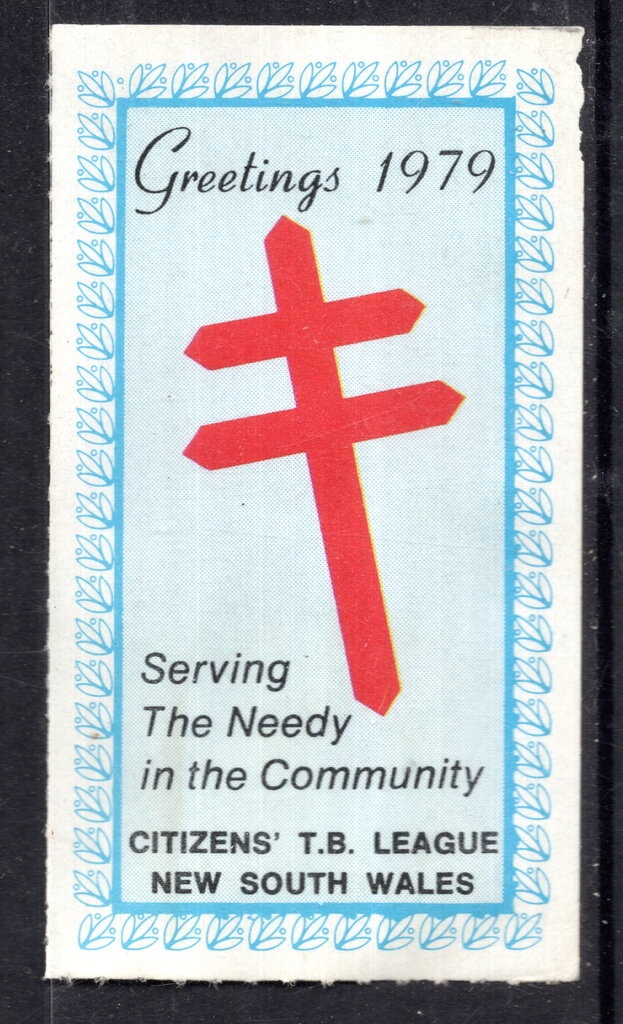 Greetings 1979
Serving
The Needy
in the Community
CITIZENS' T.B. LEAGUE
NEW SOUTH WALES